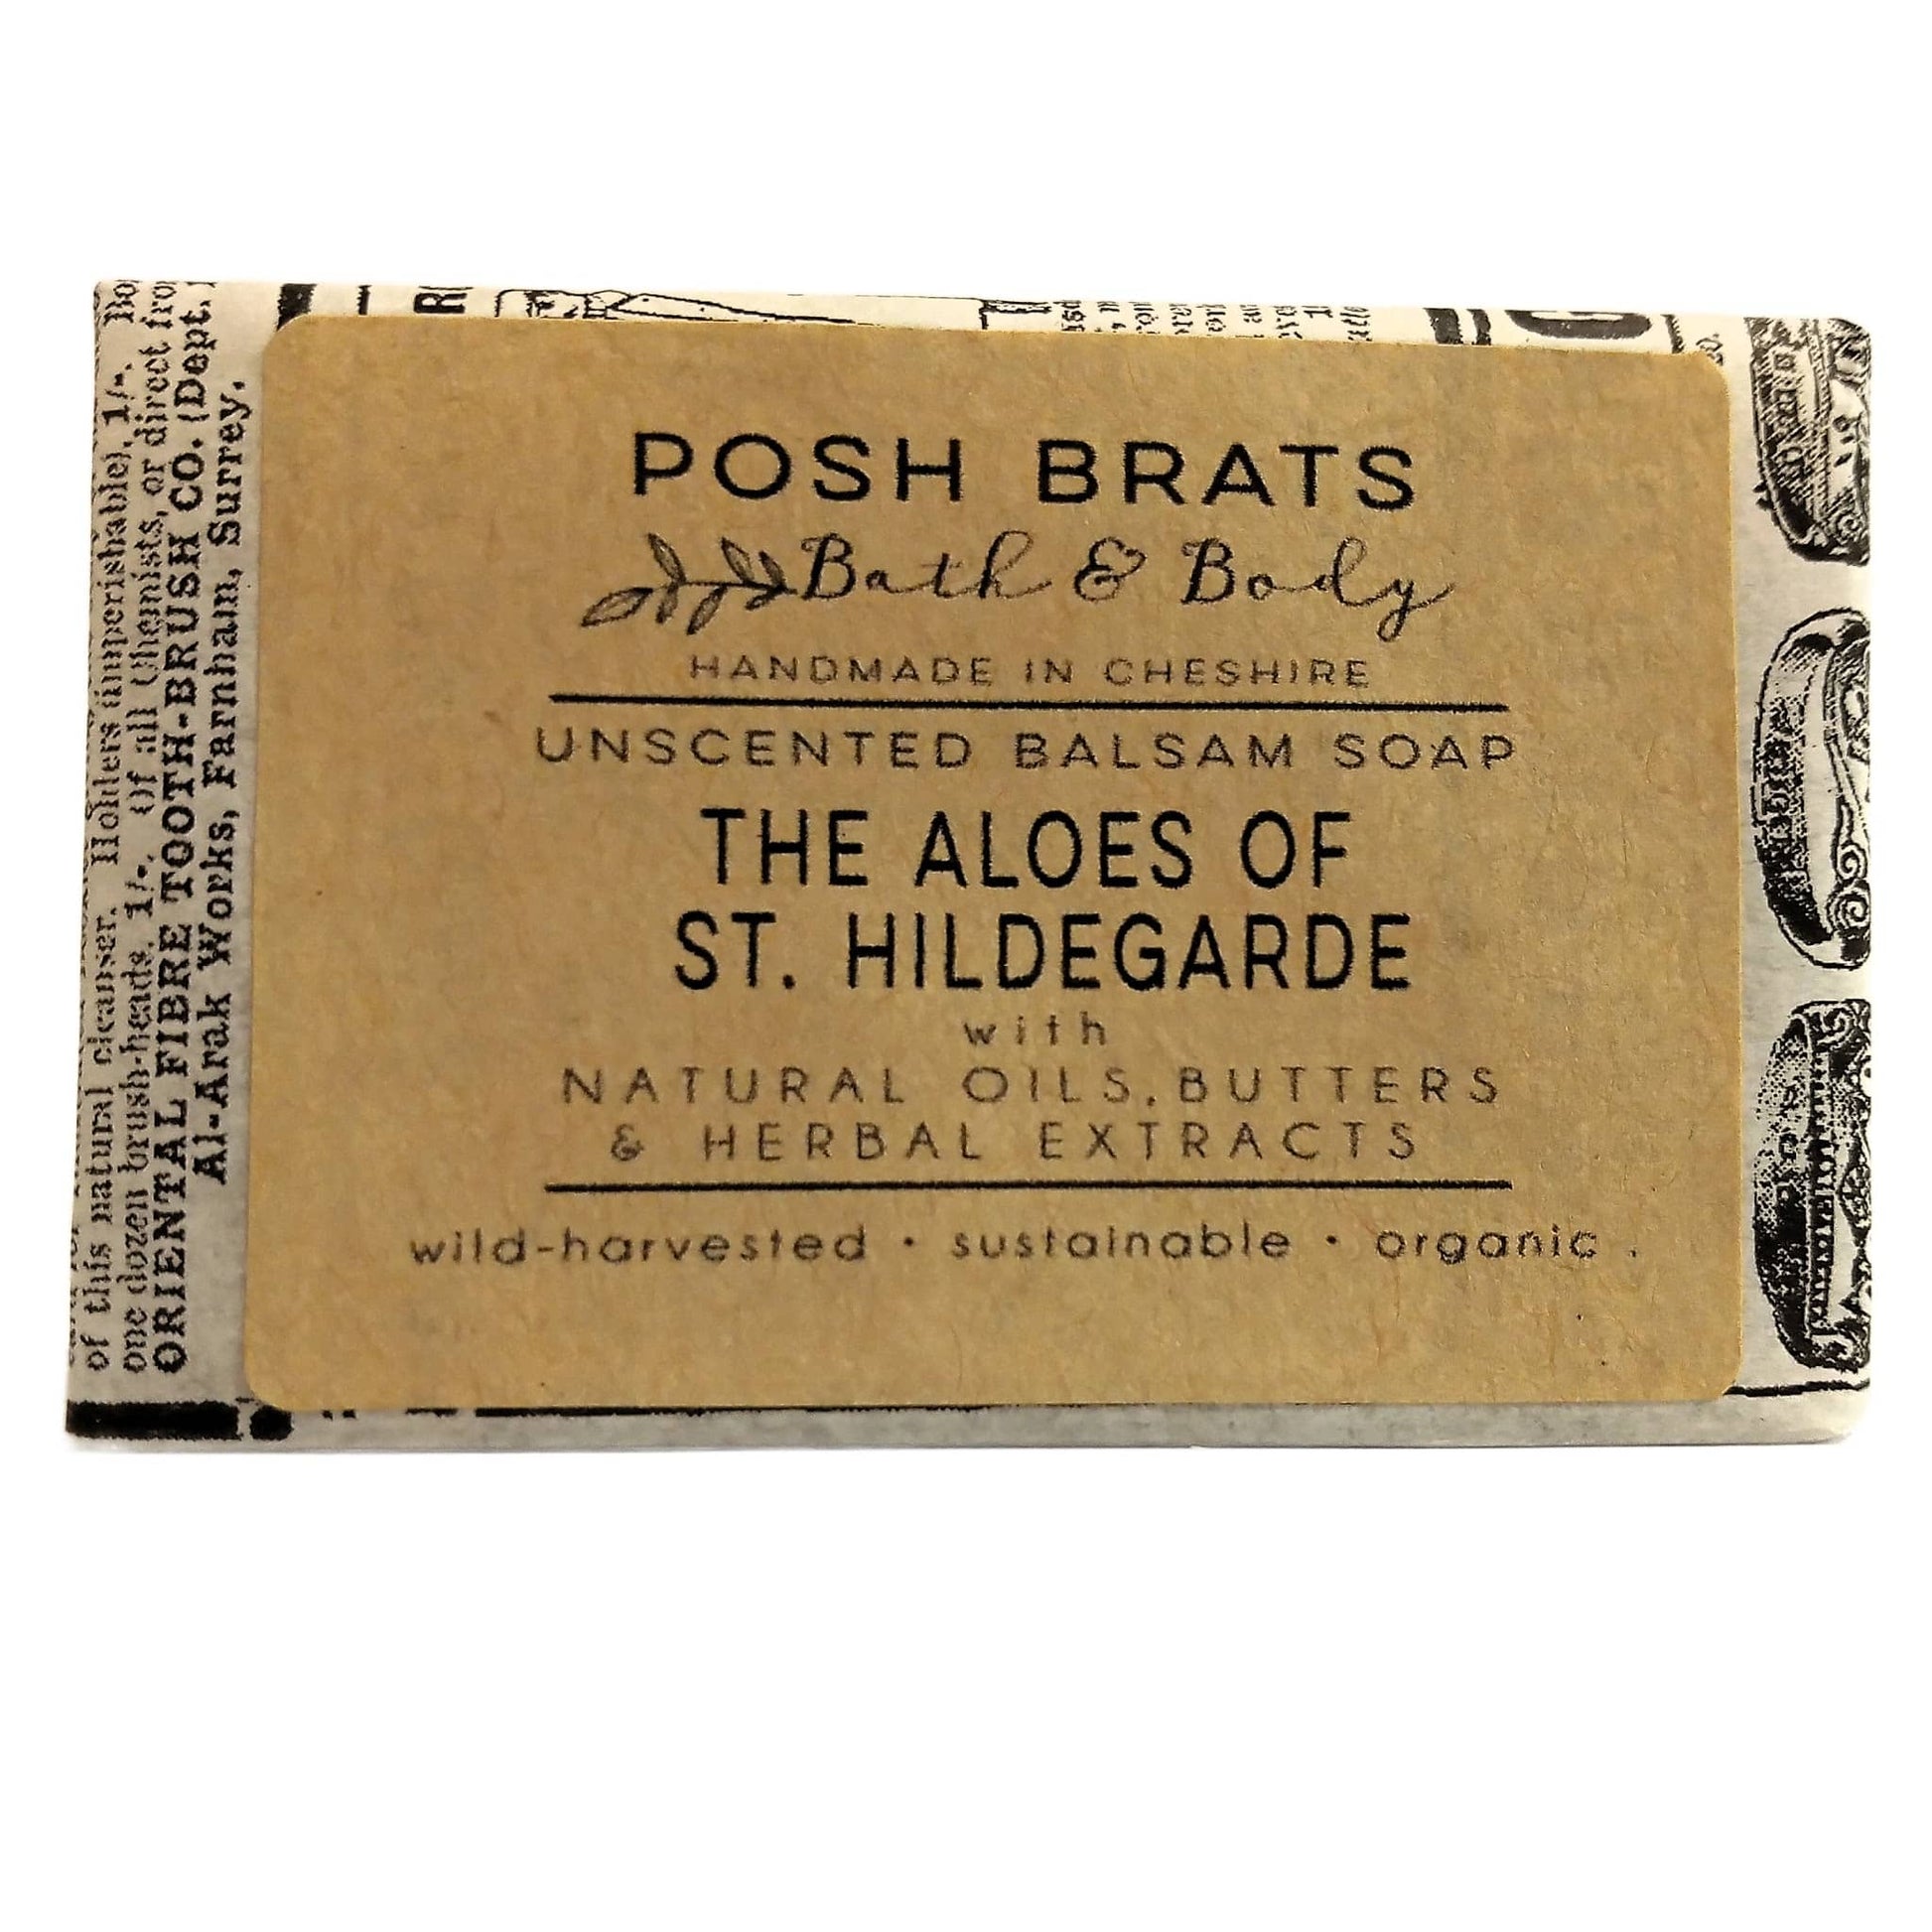 POSH BRATS
Bath & Body
HANDMADE IN CHESHIRE
UNSCENTED BALSAM SOAP
THE ALOES OF
ST. HILDEGARDE
with
NATURAL OILS, BUTTERS
& HERBAL EXTRACTS
wild-harvested • sustainable • organic .
of this natural cleanser. Holders (imperishable), 1/-.
one dozen brush-heads, 1/-. Of all Chemists, or direct from
ORIENTAL FIBRE TOOTH-BRUSH CO. (Dept.
Al-Arak Works, Farnham, Surrey.